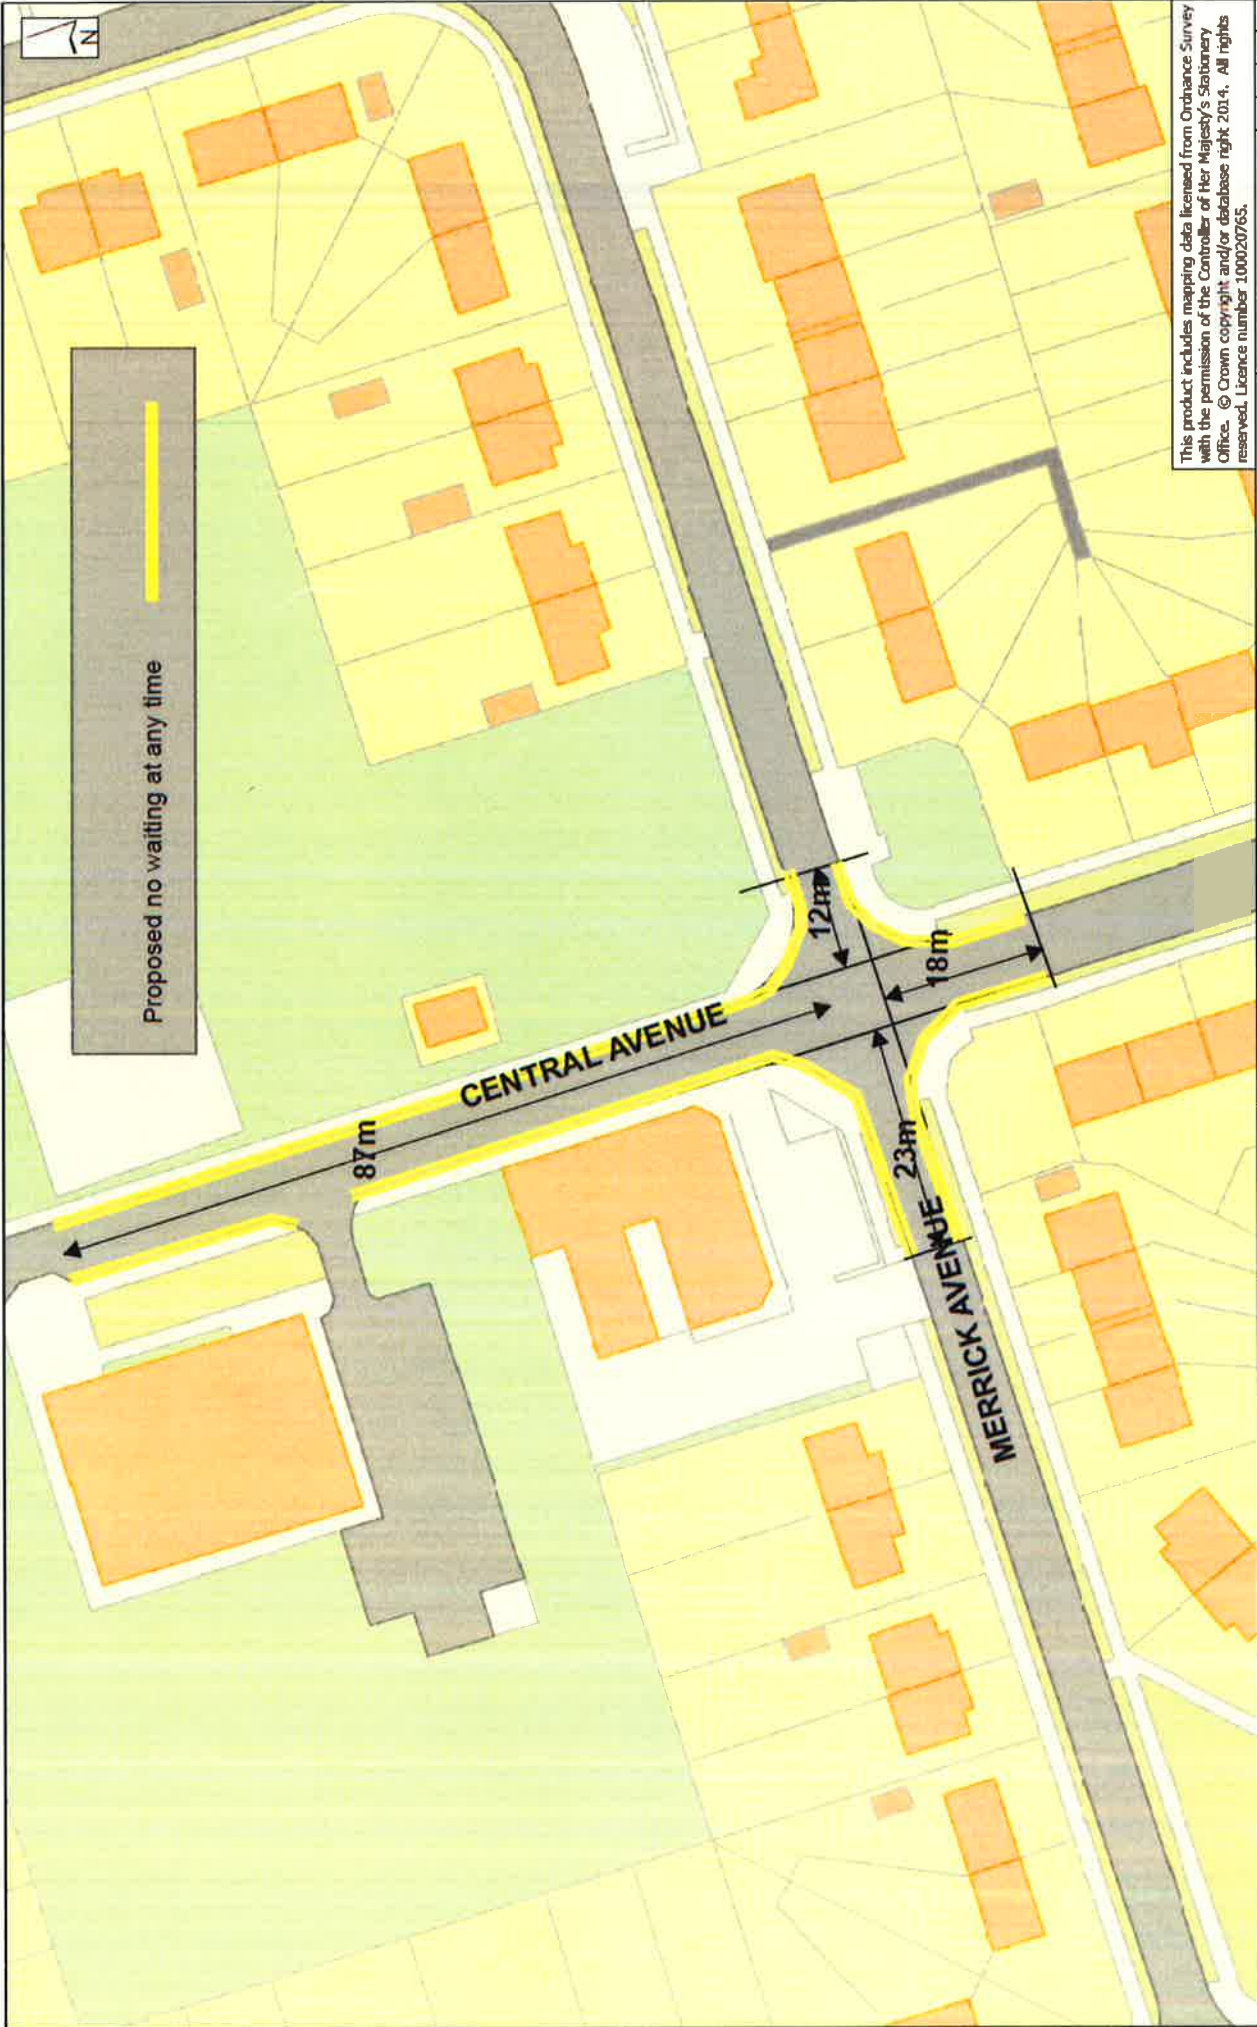 N
Proposed no waiting at any time
CENTRAL AVENUE
87m
12m
18m
23m
MERRICK AVENUE
This product includes mapping data licensed from Ordnance Survey
with the permission of the Controller of Her Majesty's Stationery
Office. © Crown copyright and/or database right 2014. All rights
reserved. Licence number 100020765.